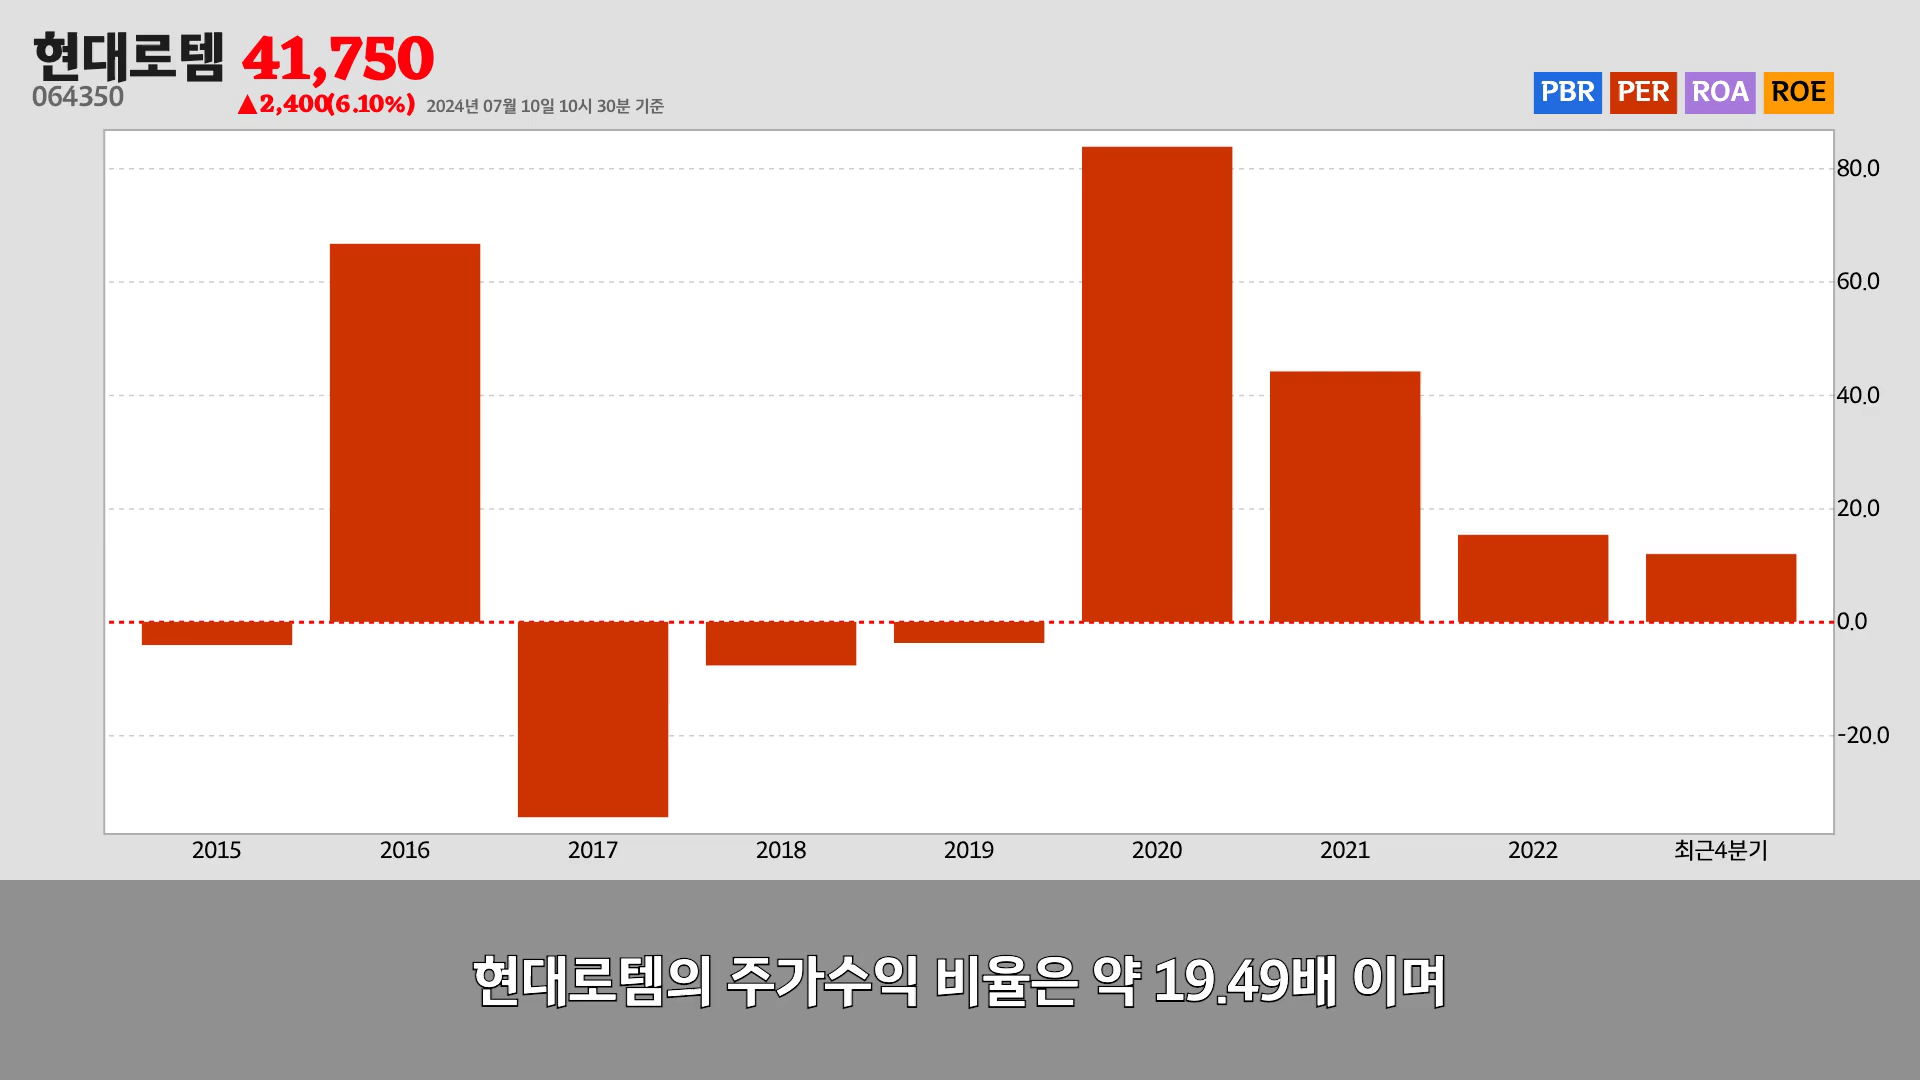 현대로템 41,750
064350
▲2,400(6.10%) 2024년 07월 10일 10시 30분 기준
PBR PER ROA ROE
80.0
60.0
40.0
20.0
0.0
-20.0
2015 2016 2017 2018 2019 2020 2021 2022 최근4분기
현대로템의 주가수익 비율은 약 19.49배 이며